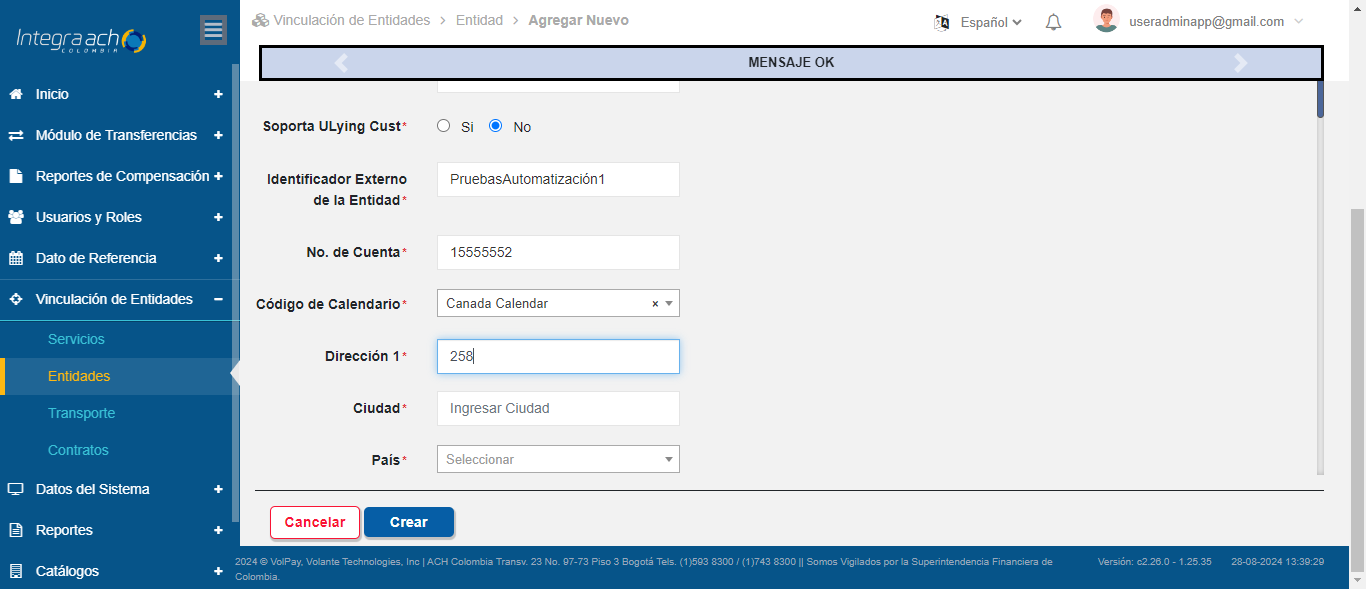 Integra ach
COLOMBIA
Vinculación de Entidades > Entidad > Agregar Nuevo
Español
useradminapp@gmail.com
MENSAJE OK
Inicio +
Módulo de Transferencias +
Reportes de Compensación +
Usuarios y Roles +
Dato de Referencia +
Vinculación de Entidades −
Servicios
Entidades
Transporte
Contratos
Datos del Sistema +
Reportes +
Catálogos +
Soporta ULying Cust* Si No
Identificador Externo
de la Entidad*
PruebasAutomatización1
No. de Cuenta* 15555552
Código de Calendario* Canada Calendar ×
Dirección 1* 258
Ciudad* Ingresar Ciudad
País* Seleccionar
Cancelar Crear
2024 © VolPay, Volante Technologies, Inc | ACH Colombia Transv. 23 No. 97-73 Piso 3 Bogotá Tels. (1)593 8300 / (1)743 8300 || Somos Vigilados por la Superintendencia Financiera de
Colombia.
Versión: c2.26.0 - 1.25.35 28-08-2024 13:39:29